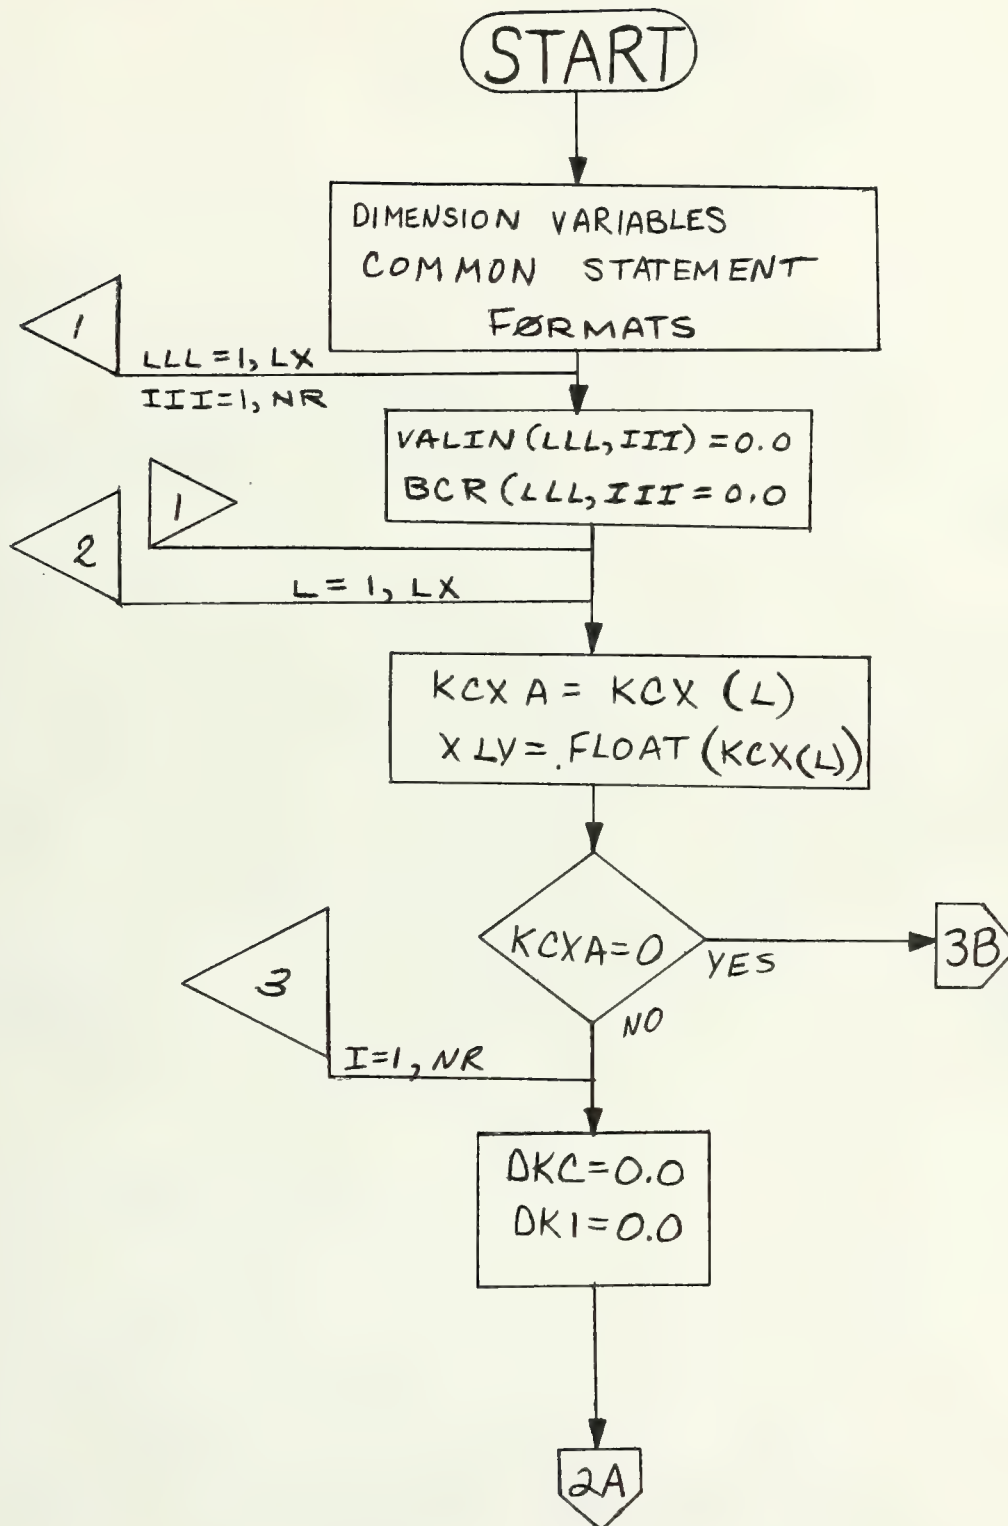 START
DIMENSION VARIABLES
COMMON STATEMENT
FØRMATS
1
LLL=1, LX
III=1, NR
VALIN(LLL,III)=0.0
BCR(LLL,III=0.0
1
2
L=1, LX
KCXA=KCX(L)
XLY=.FLOAT(KCX(L))
KCXA=0
YES
3B
NO
3
I=1, NR
DKC=0.0
DK1=0.0
2A